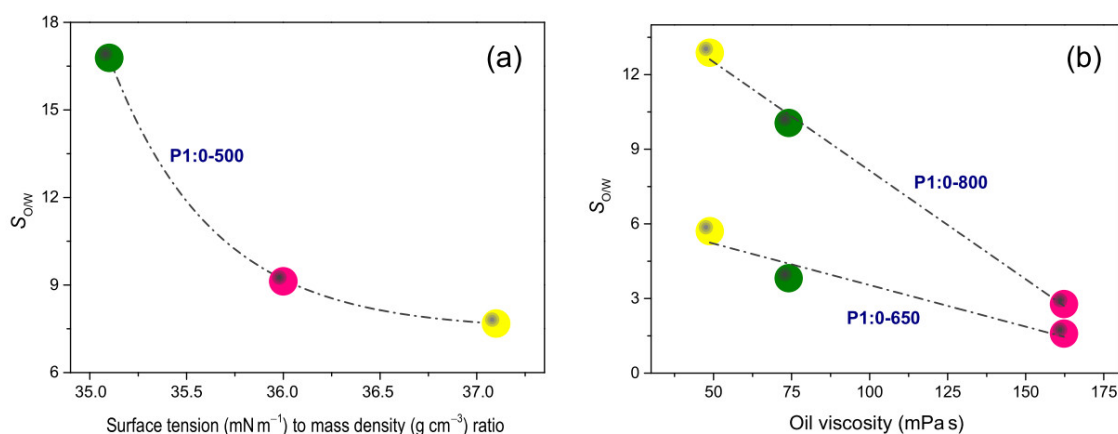 18
15
12
9
6
S_O/W
(a)
P1:0-500
35.0 35.5 36.0 36.5 37.0
Surface tension (mN m⁻¹) to mass density (g cm⁻³) ratio
12
9
6
3
0
S_O/W
(b)
P1:0-800
P1:0-650
50 75 100 125 150 175
Oil viscosity (mPa s)